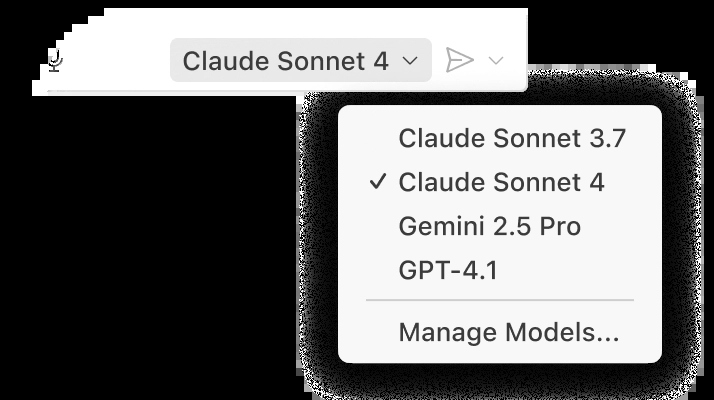 Claude Sonnet 4
Claude Sonnet 3.7
Claude Sonnet 4
Gemini 2.5 Pro
GPT-4.1
Manage Models...